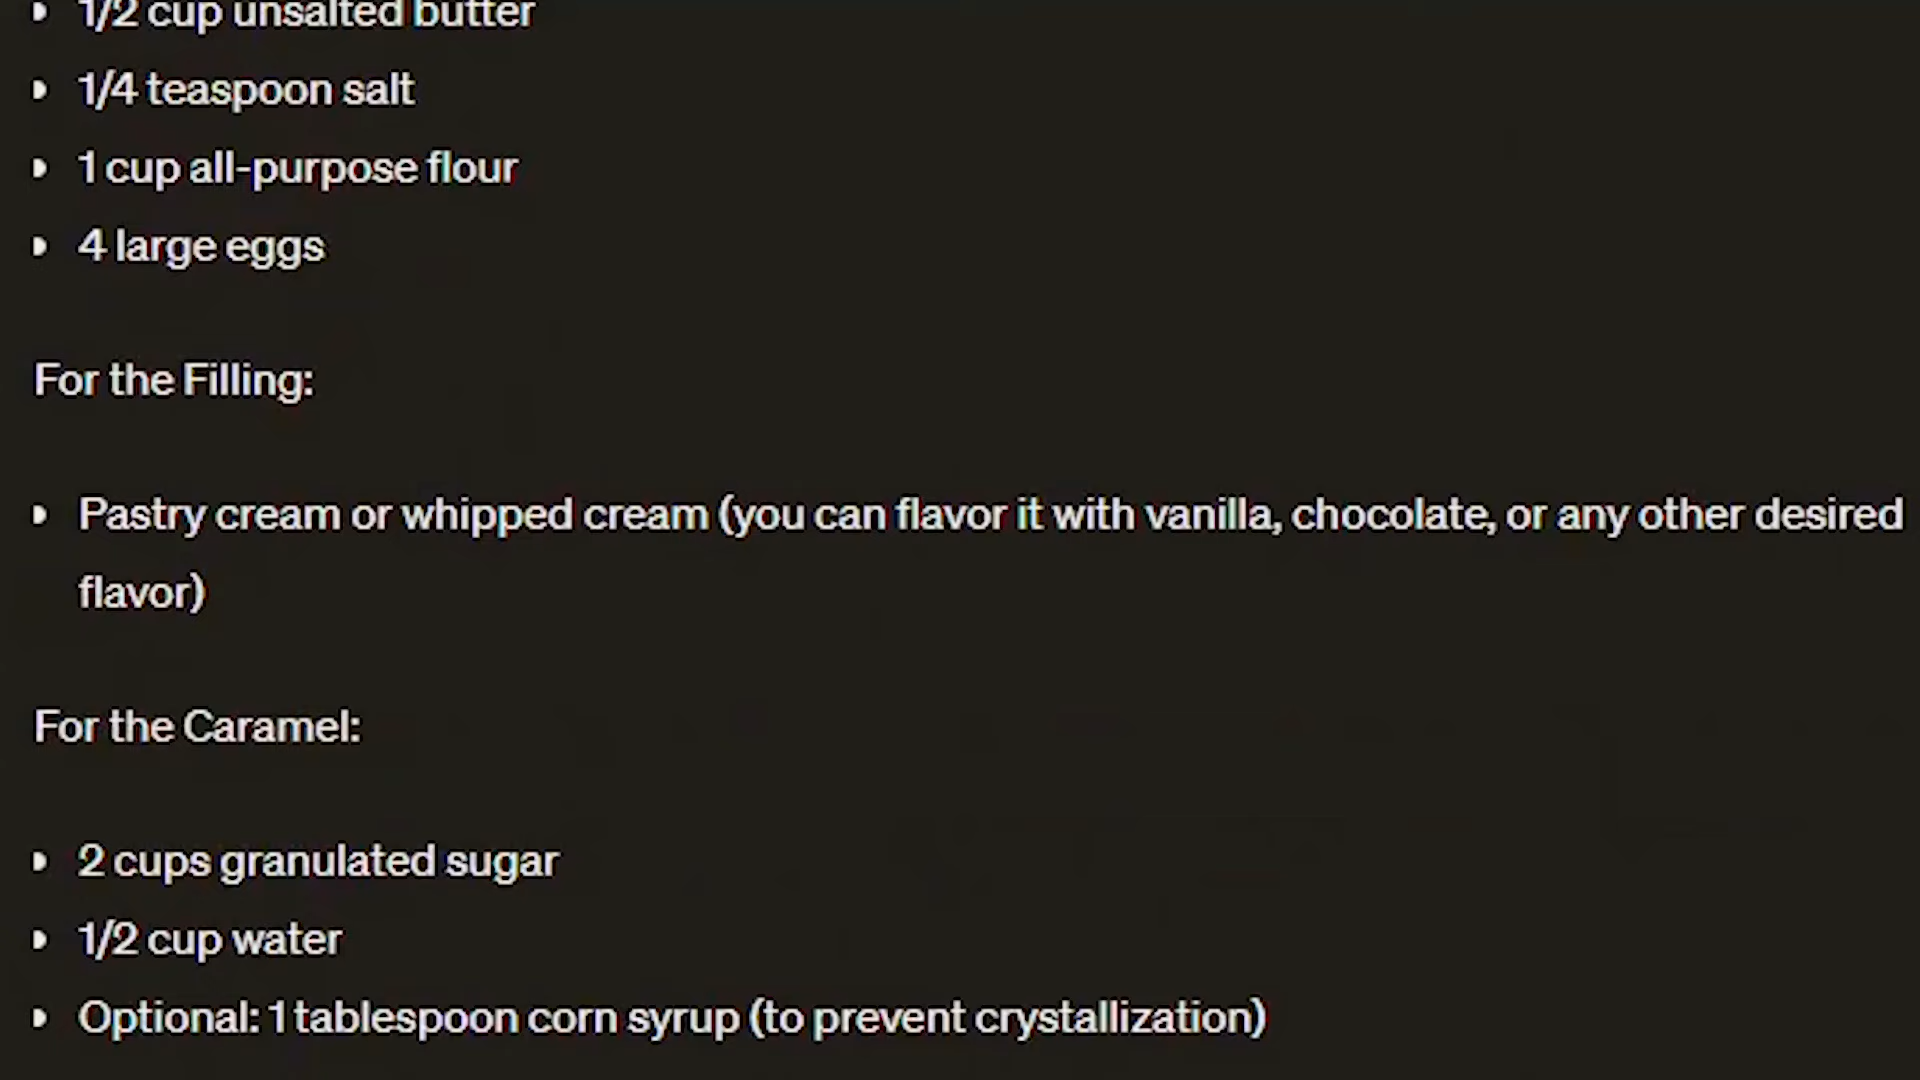 1/2 cup unsalted butter
1/4 teaspoon salt
1 cup all-purpose flour
4 large eggs
For the Filling:
Pastry cream or whipped cream (you can flavor it with vanilla, chocolate, or any other desired
flavor)
For the Caramel:
2 cups granulated sugar
1/2 cup water
Optional: 1 tablespoon corn syrup (to prevent crystallization)